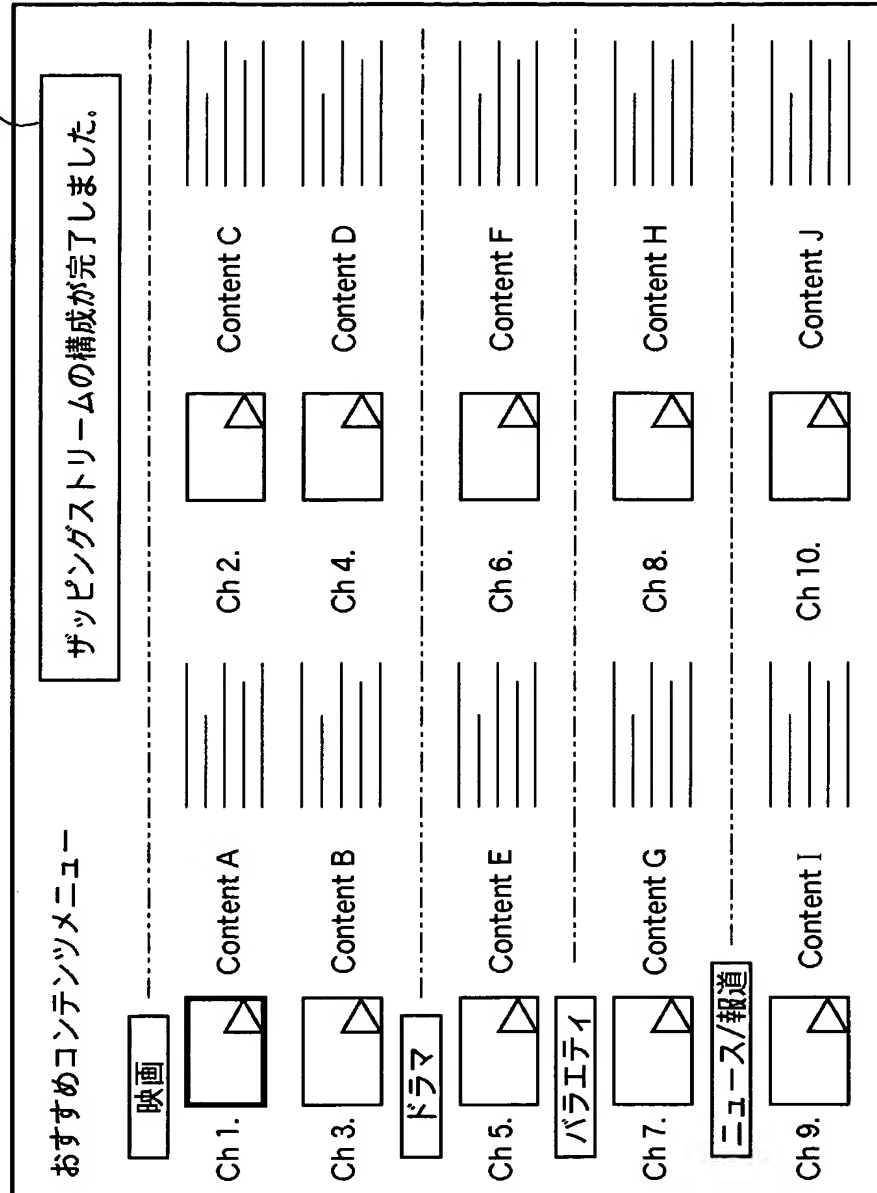 おすすめコンテンツメニュー
ザッピングストリームの構成が完了しました。
映画
Ch 1. Content A
Ch 2. Content C
Ch 3. Content B
Ch 4. Content D
ドラマ
Ch 5. Content E
Ch 6. Content F
バラエティ
Ch 7. Content G
Ch 8. Content H
ニュース/報道
Ch 9. Content I
Ch 10. Content J